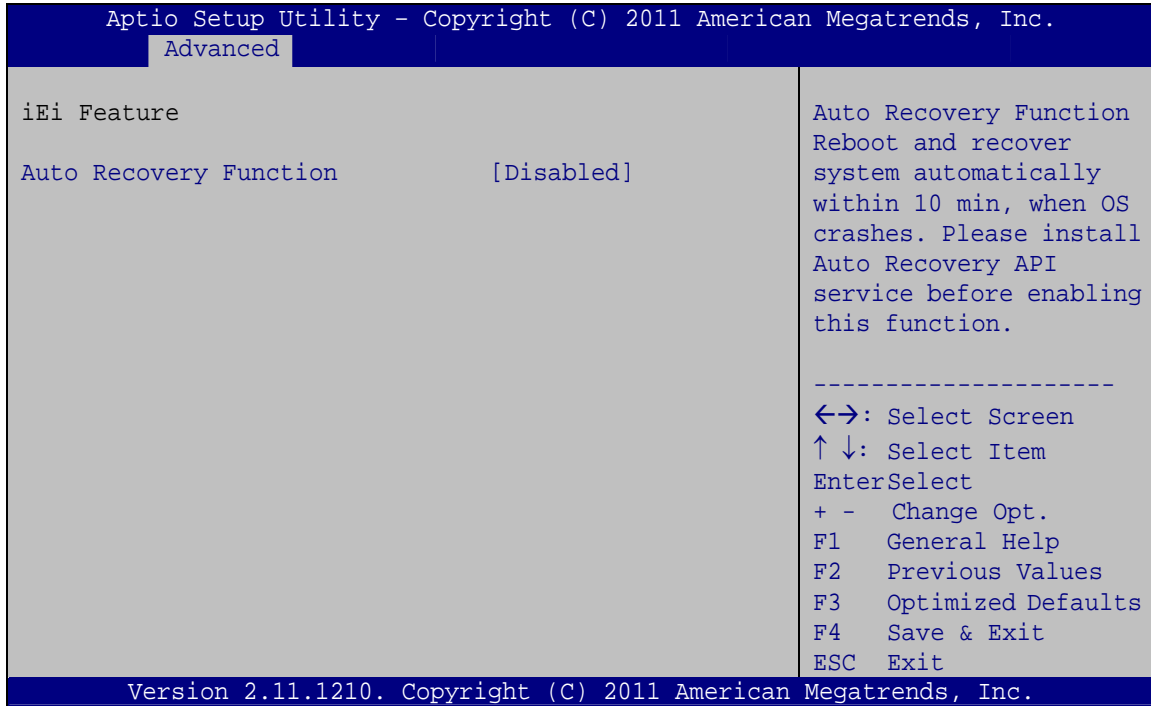 Aptio Setup Utility – Copyright (C) 2011 American Megatrends, Inc.
Advanced
iEi Feature
Auto Recovery Function [Disabled]
Auto Recovery Function
Reboot and recover
system automatically
within 10 min, when OS
crashes. Please install
Auto Recovery API
service before enabling
this function.
---------------------
←→: Select Screen
↑ ↓: Select Item
EnterSelect
+ - Change Opt.
F1 General Help
F2 Previous Values
F3 Optimized Defaults
F4 Save & Exit
ESC Exit
Version 2.11.1210. Copyright (C) 2011 American Megatrends, Inc.